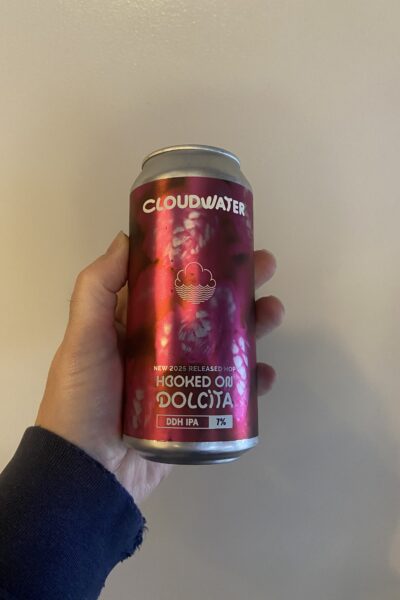 CLOUDWATER
NEW 2025 RELEASED HOP
HOOKED ON
DOLCITA
DDH IPA 7%